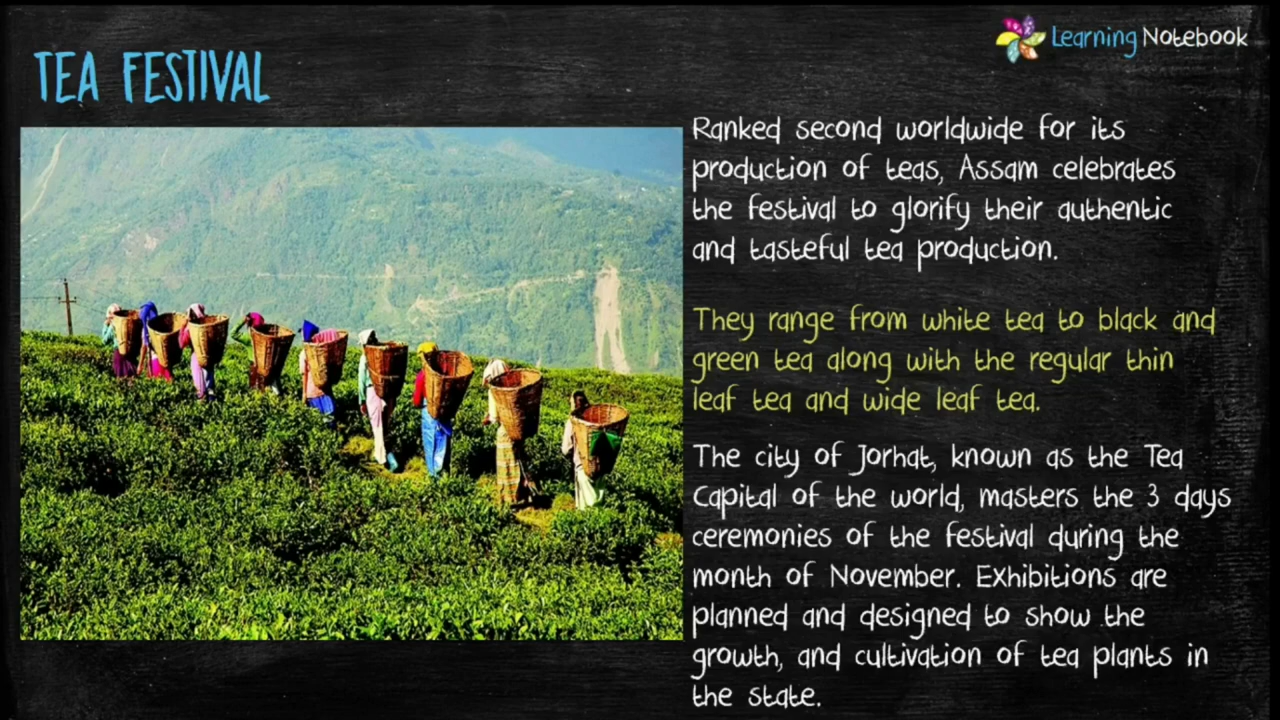 Learning Notebook
TEA FESTIVAL
Ranked second worldwide for its
production of teas, Assam celebrates
the festival to glorify their authentic
and tasteful tea production.
They range from white tea to black and
green tea along with the regular thin
leaf tea and wide leaf tea.
The city of Jorhat, known as the Tea
Capital of the world, masters the 3 days
ceremonies of the festival during the
month of November. Exhibitions are
planned and designed to show the
growth, and cultivation of tea plants in
the state.